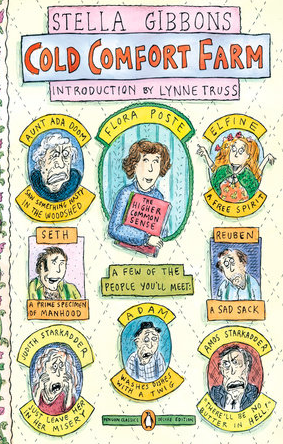 STELLA GIBBONS
COLD COMFORT FARM
INTRODUCTION BY LYNNE TRUSS
AUNT ADA DOOM
SAW SOMETHING NASTY
IN THE WOODSHED
FLORA POSTE
THE
HIGHER
COMMON
SENSE
ELFINE
A FREE SPIRIT
SETH
A PRIME SPECIMEN
OF MANHOOD
A FEW OF THE
PEOPLE YOU'LL MEET:
REUBEN
A SAD SACK
JUDITH STARKADDER
"JUST LEAVE HER
IN HER MISERY"
ADAM
WASHES DISHES
WITH A TWIG
AMOS STARKADDER
"THERE'LL BE NO
BUTTER IN HELL!"
PENGUIN CLASSICS DELUXE EDITION